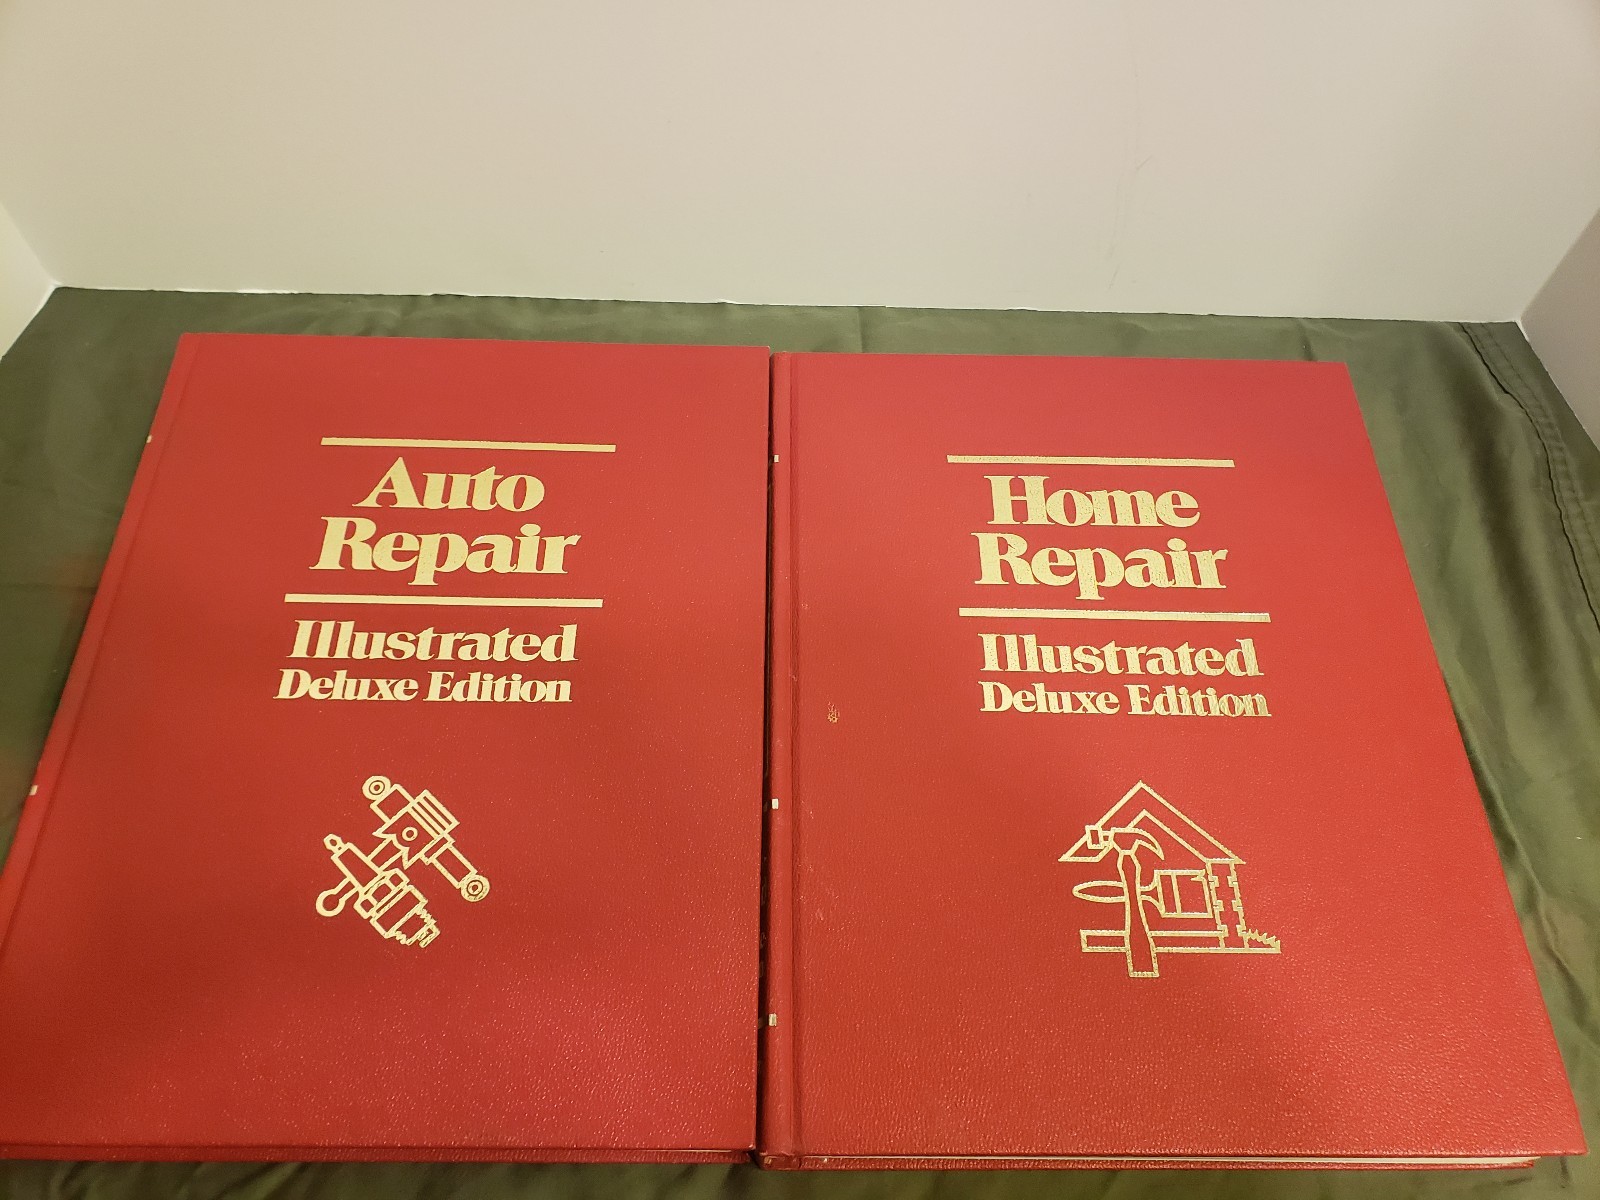 Auto
Repair
Illustrated
Deluxe Edition
Home
Repair
Illustrated
Deluxe Edition